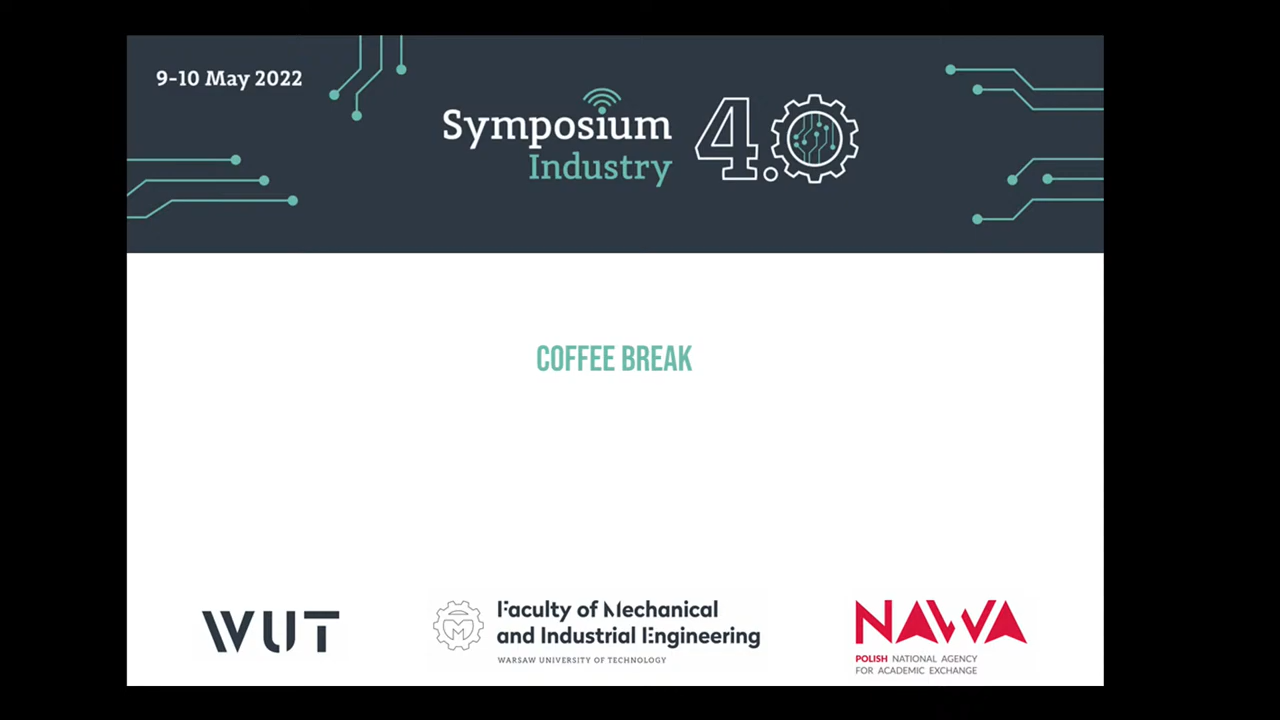 9-10 May 2022
Symposium
Industry
4.0
COFFEE BREAK
WUT
Faculty of Mechanical
and Industrial Engineering
WARSAW UNIVERSITY OF TECHNOLOGY
NAWA
POLISH NATIONAL AGENCY
FOR ACADEMIC EXCHANGE